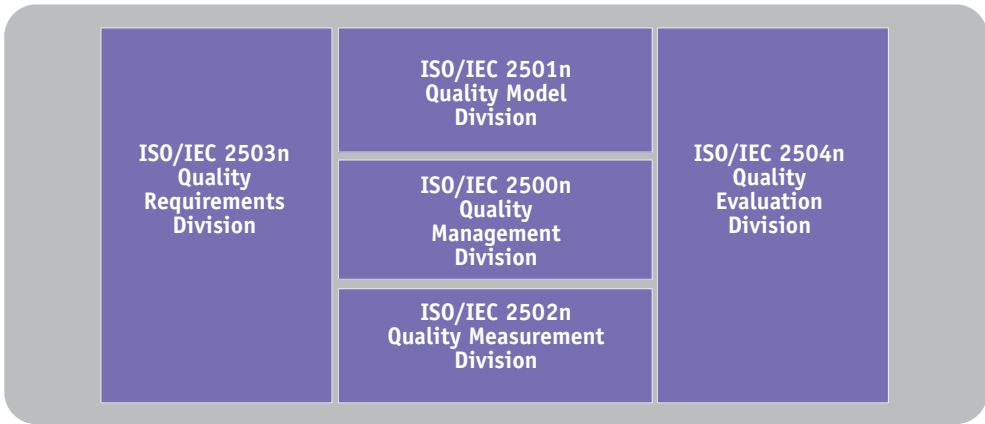 ISO/IEC 2503n
Quality
Requirements
Division
ISO/IEC 2501n
Quality Model
Division
ISO/IEC 2500n
Quality
Management
Division
ISO/IEC 2502n
Quality Measurement
Division
ISO/IEC 2504n
Quality
Evaluation
Division